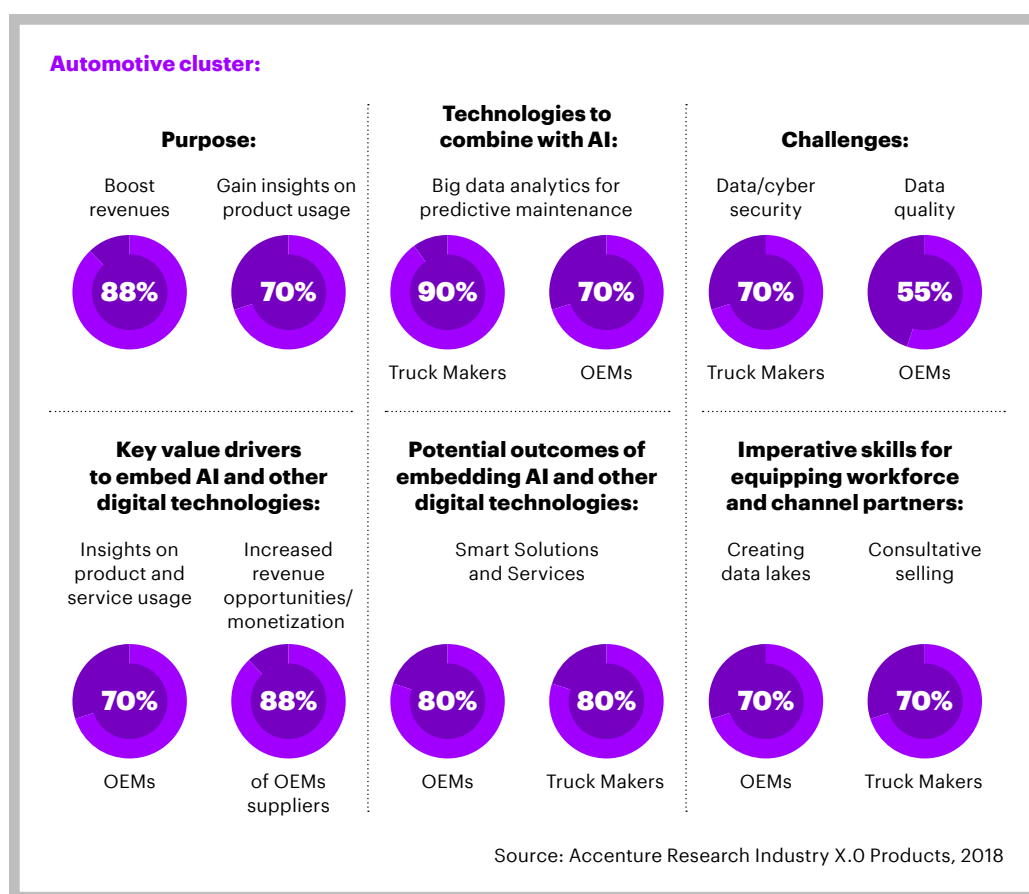 Automotive cluster:
Purpose:
Boost
revenues
Gain insights on
product usage
88%
70%
Technologies to
combine with AI:
Big data analytics for
predictive maintenance
90%
70%
Truck Makers
OEMs
Challenges:
Data/cyber
security
Data
quality
70%
55%
Truck Makers
OEMs
Key value drivers
to embed AI and other
digital technologies:
Insights on
product and
service usage
Increased
revenue
opportunities/
monetization
70%
88%
OEMs
of OEMs
suppliers
Potential outcomes of
embedding AI and other
digital technologies:
Smart Solutions
and Services
80%
80%
OEMs
Truck Makers
Imperative skills for
equipping workforce
and channel partners:
Creating
data lakes
Consultative
selling
70%
70%
OEMs
Truck Makers
Source: Accenture Research Industry X.0 Products, 2018